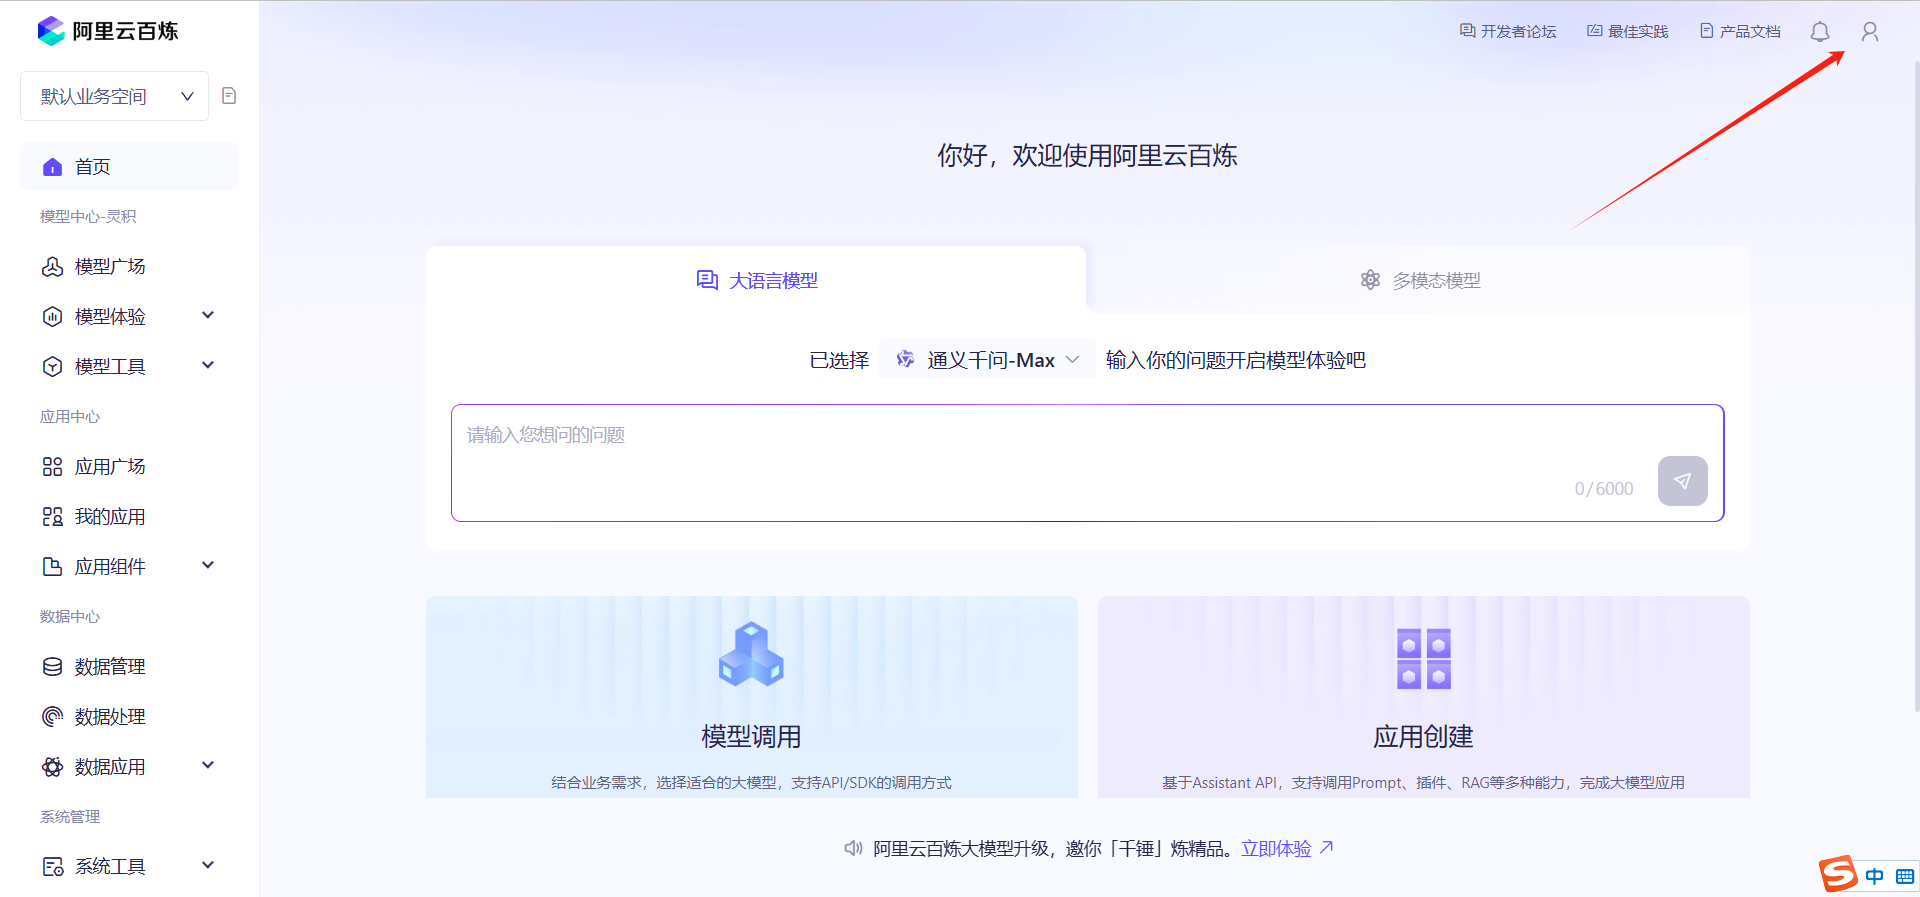 阿里云百炼
开发者论坛
最佳实践
产品文档
默认业务空间
首页
模型中心-灵积
模型广场
模型体验
模型工具
应用中心
应用广场
我的应用
应用组件
数据中心
数据管理
数据处理
数据应用
系统管理
系统工具
你好，欢迎使用阿里云百炼
大语言模型
多模态模型
已选择 通义千问-Max 输入你的问题开启模型体验吧
请输入您想问的问题
0/6000
模型调用
结合业务需求，选择适合的大模型，支持API/SDK的调用方式
应用创建
基于Assistant API，支持调用Prompt、插件、RAG等多种能力，完成大模型应用
阿里云百炼大模型升级，邀你「千锤」炼精品。立即体验
S 中